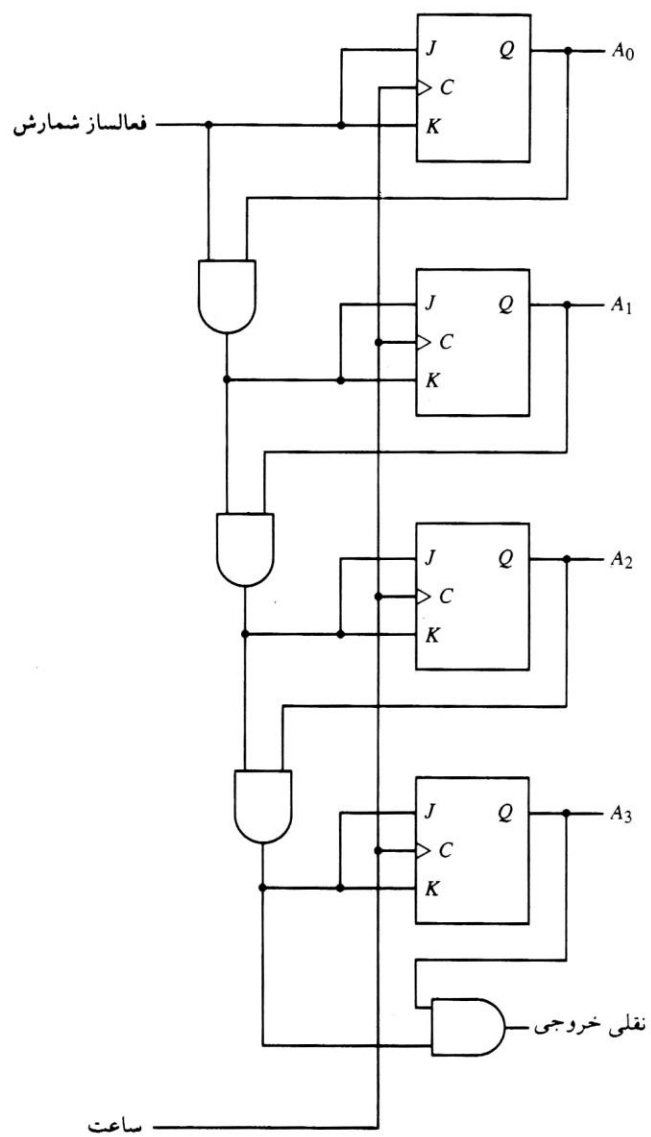 J Q A0
C
فعالساز شمارش K
J Q A1
C
K
J Q A2
C
K
J Q A3
C
K
نقلی خروجی
ساعت